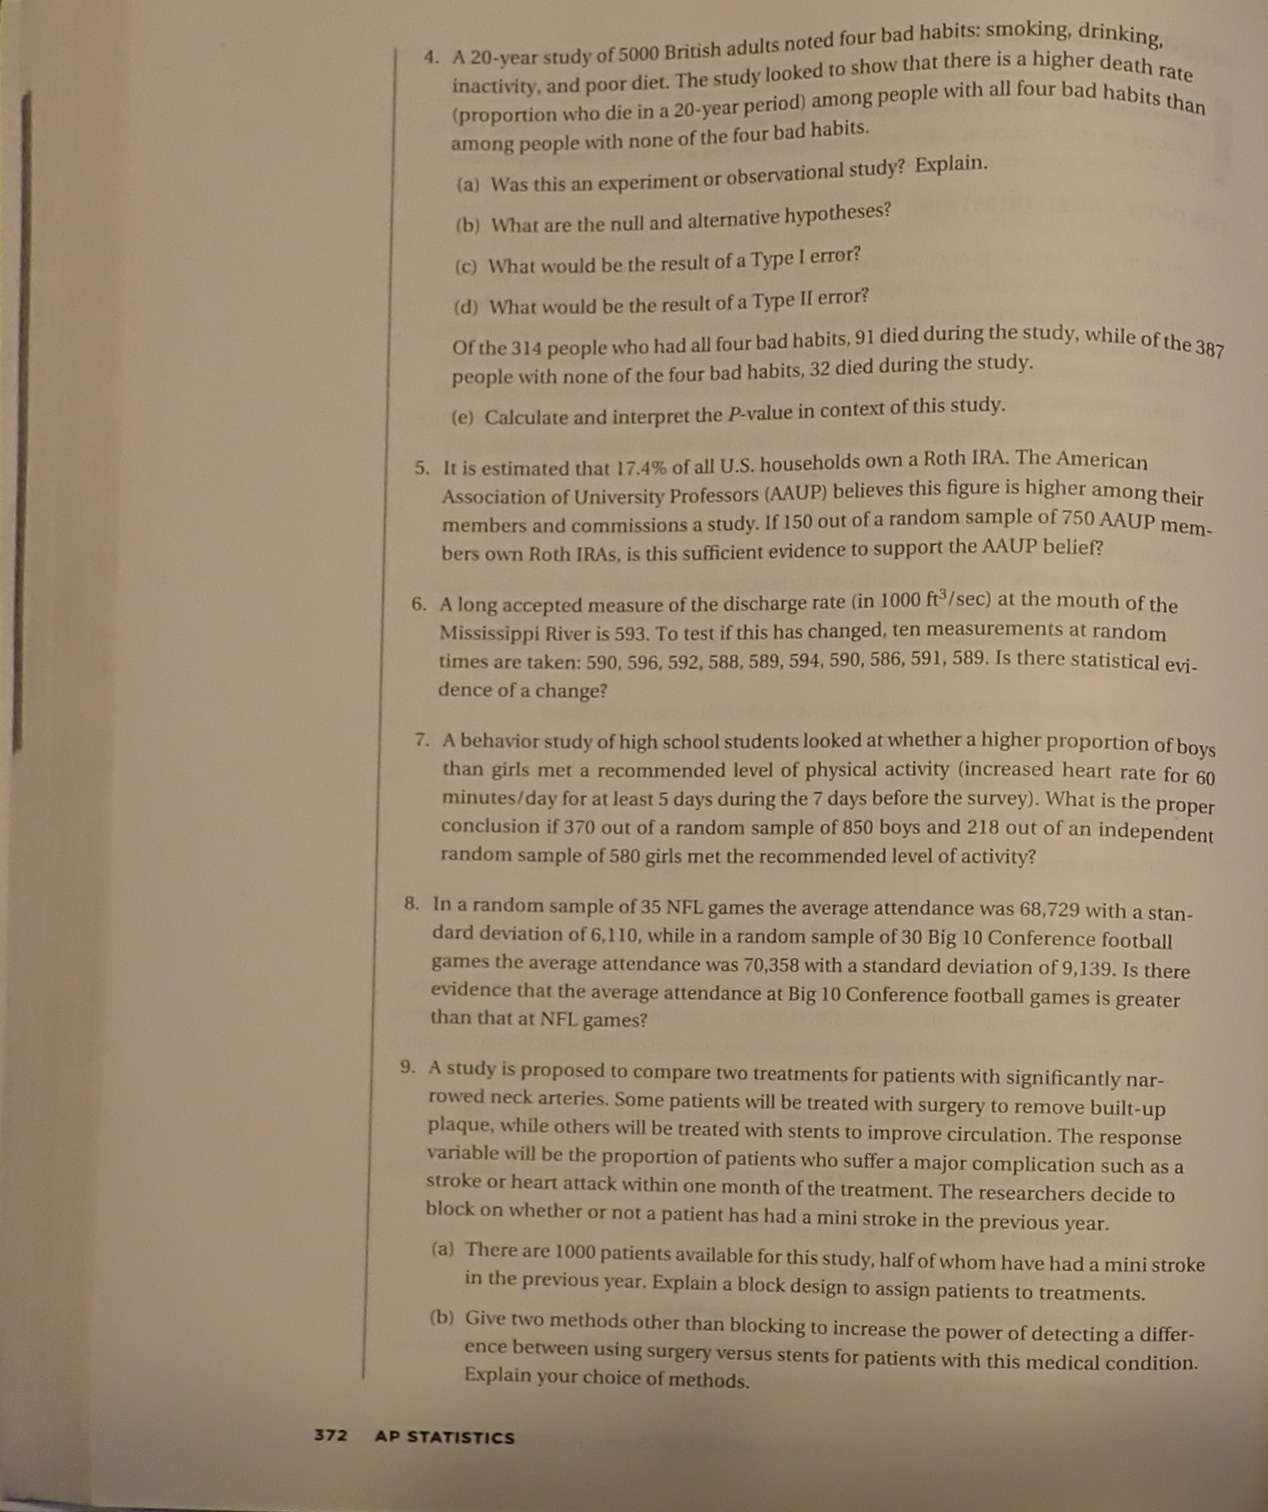 4. A 20-year study of 5000 British adults noted four bad habits: smoking, drinking,
inactivity, and poor diet. The study looked to show that there is a higher death rate
(proportion who die in a 20-year period) among people with all four bad habits than
among people with none of the four bad habits.
(a) Was this an experiment or observational study? Explain.
(b) What are the null and alternative hypotheses?
(c) What would be the result of a Type I error?
(d) What would be the result of a Type II error?
Of the 314 people who had all four bad habits, 91 died during the study, while of the 387
people with none of the four bad habits, 32 died during the study.
(e) Calculate and interpret the P-value in context of this study.
5. It is estimated that 17.4% of all U.S. households own a Roth IRA. The American
Association of University Professors (AAUP) believes this figure is higher among their
members and commissions a study. If 150 out of a random sample of 750 AAUP mem-
bers own Roth IRAs, is this sufficient evidence to support the AAUP belief?
6. A long accepted measure of the discharge rate (in 1000 ft³/sec) at the mouth of the
Mississippi River is 593. To test if this has changed, ten measurements at random
times are taken: 590, 596, 592, 588, 589, 594, 590, 586, 591, 589. Is there statistical evi-
dence of a change?
7. A behavior study of high school students looked at whether a higher proportion of boys
than girls met a recommended level of physical activity (increased heart rate for 60
minutes/day for at least 5 days during the 7 days before the survey). What is the proper
conclusion if 370 out of a random sample of 850 boys and 218 out of an independent
random sample of 580 girls met the recommended level of activity?
8. In a random sample of 35 NFL games the average attendance was 68,729 with a stan-
dard deviation of 6,110, while in a random sample of 30 Big 10 Conference football
games the average attendance was 70,358 with a standard deviation of 9,139. Is there
evidence that the average attendance at Big 10 Conference football games is greater
than that at NFL games?
9. A study is proposed to compare two treatments for patients with significantly nar-
rowed neck arteries. Some patients will be treated with surgery to remove built-up
plaque, while others will be treated with stents to improve circulation. The response
variable will be the proportion of patients who suffer a major complication such as a
stroke or heart attack within one month of the treatment. The researchers decide to
block on whether or not a patient has had a mini stroke in the previous year.
(a) There are 1000 patients available for this study, half of whom have had a mini stroke
in the previous year. Explain a block design to assign patients to treatments.
(b) Give two methods other than blocking to increase the power of detecting a differ-
ence between using surgery versus stents for patients with this medical condition.
Explain your choice of methods.
372 AP STATISTICS